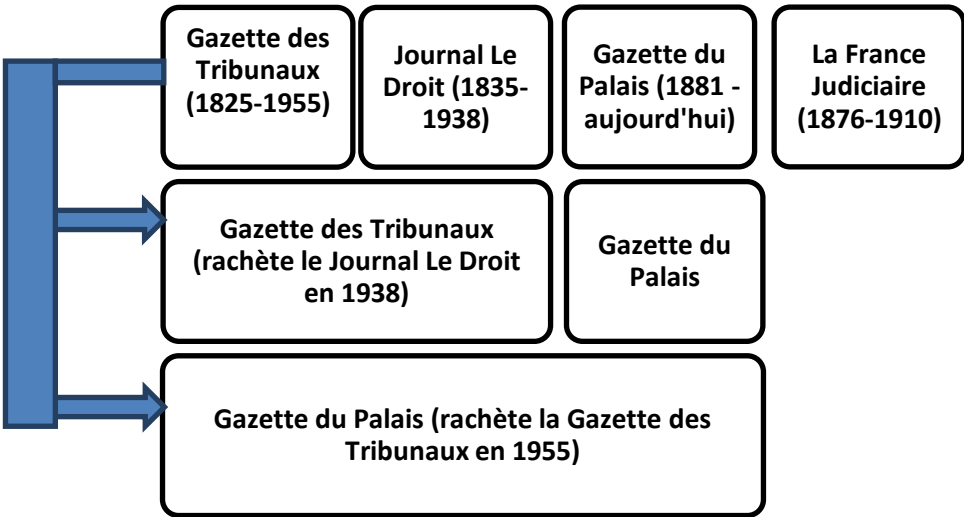 Gazette des
Tribunaux
(1825-1955)
Journal Le
Droit (1835-
1938)
Gazette du
Palais (1881 -
aujourd'hui)
La France
Judiciaire
(1876-1910)
Gazette des Tribunaux
(rachète le Journal Le Droit
en 1938)
Gazette du
Palais
Gazette du Palais (rachète la Gazette des
Tribunaux en 1955)